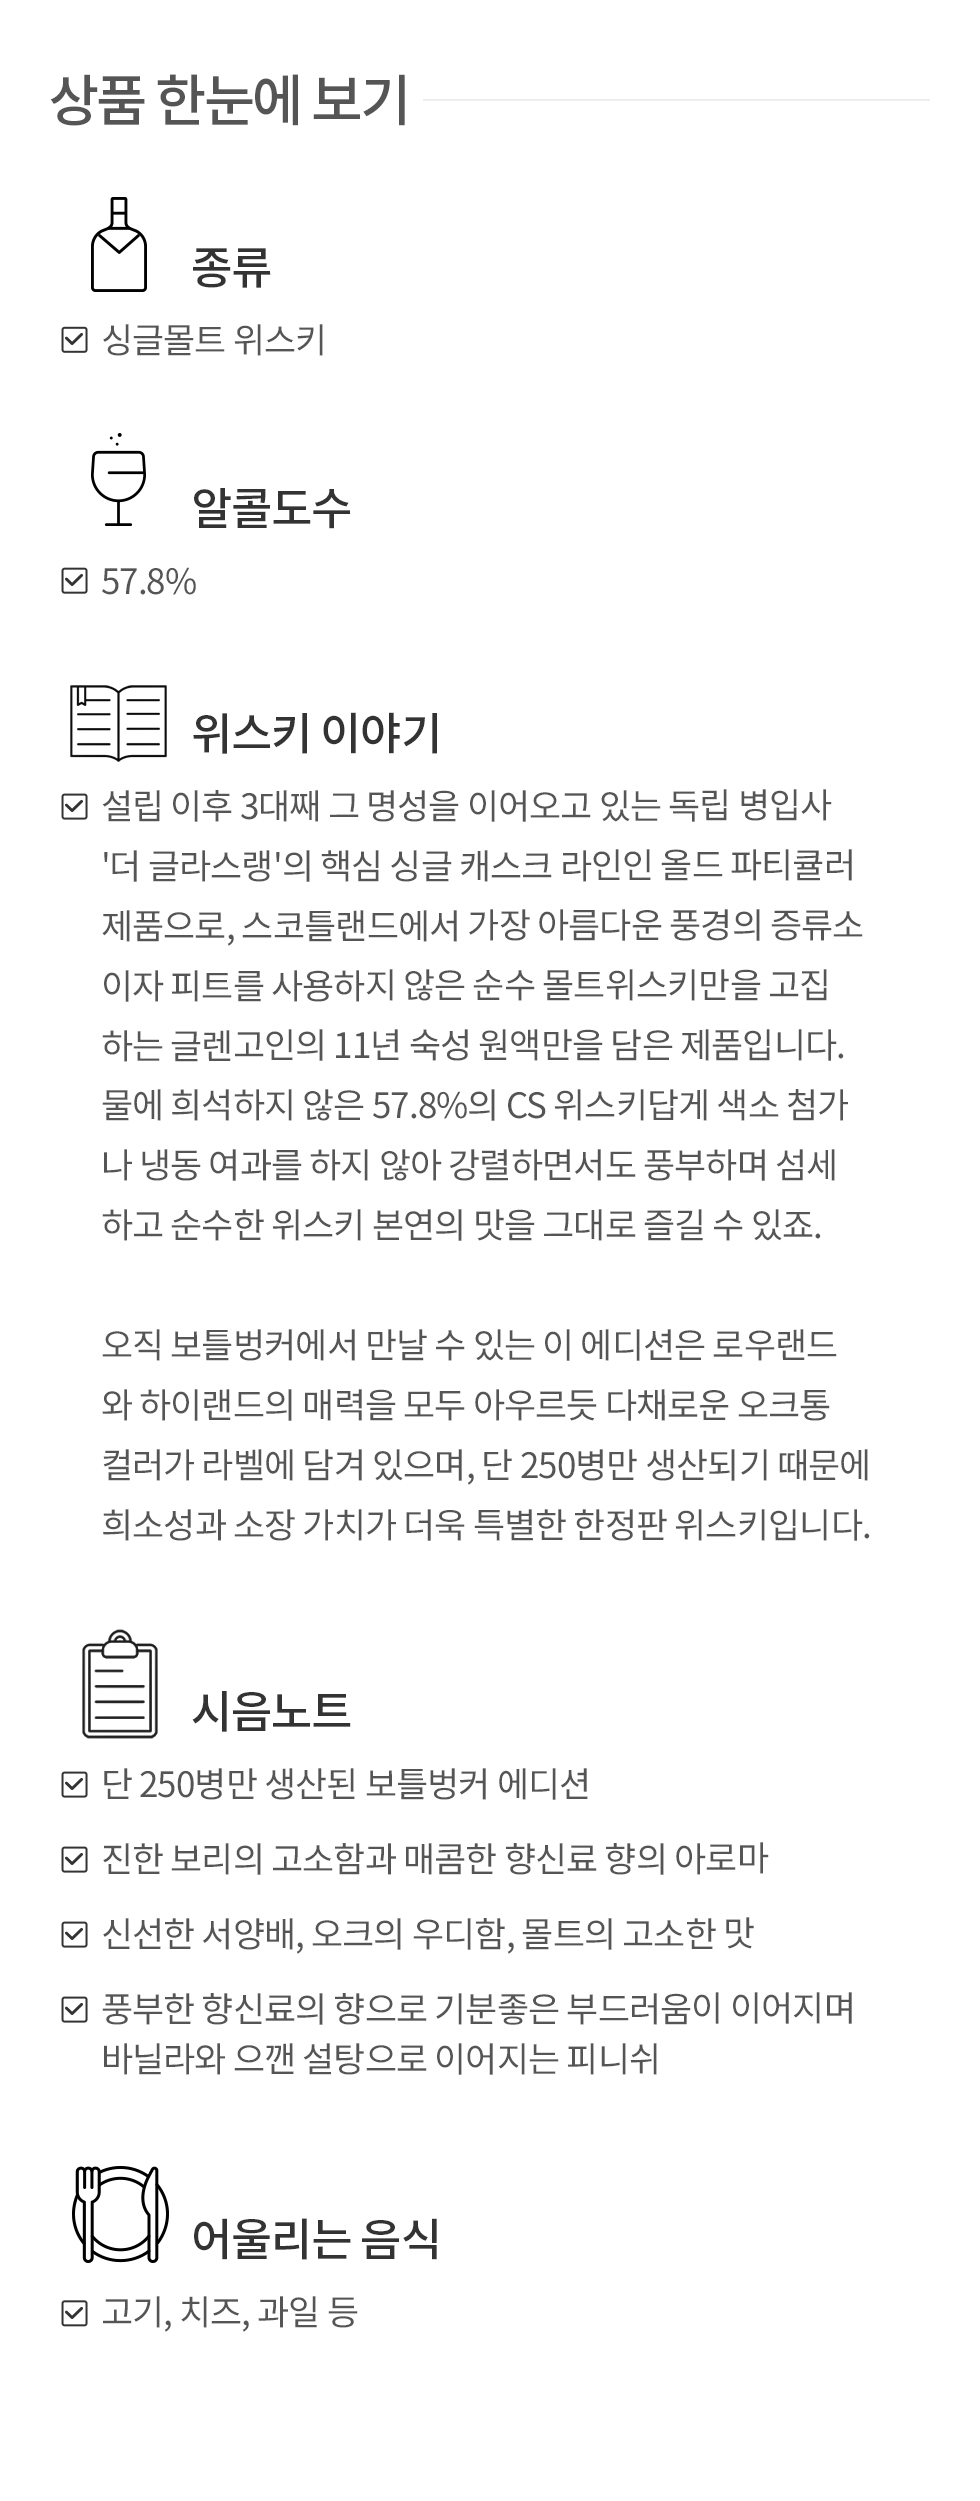 상품 한눈에 보기
종류
싱글몰트 위스키
알콜도수
57.8%
위스키 이야기
설립 이후 3대째 그 명성을 이어오고 있는 독립 병입사
'더 글라스랭'의 핵심 싱글 캐스크 라인인 올드 파티큘러
제품으로, 스코틀랜드에서 가장 아름다운 풍경의 증류소
이자 피트를 사용하지 않은 순수 몰트위스키만을 고집
하는 글렌고인의 11년 숙성 원액만을 담은 제품입니다.
물에 희석하지 않은 57.8%의 CS 위스키답게 색소 첨가
나 냉동 여과를 하지 않아 강렬하면서도 풍부하며 섬세
하고 순수한 위스키 본연의 맛을 그대로 즐길 수 있죠.
오직 보틀벙커에서 만날 수 있는 이 에디션은 로우랜드
와 하이랜드의 매력을 모두 아우르듯 다채로운 오크통
컬러가 라벨에 담겨 있으며, 단 250병만 생산되기 때문에
희소성과 소장 가치가 더욱 특별한 한정판 위스키입니다.
시음노트
단 250병만 생산된 보틀벙커 에디션
진한 보리의 고소함과 매콤한 향신료 향의 아로마
신선한 서양배, 오크의 우디함, 몰트의 고소한 맛
풍부한 향신료의 향으로 기분좋은 부드러움이 이어지며
바닐라와 으깬 설탕으로 이어지는 피니쉬
어울리는 음식
고기, 치즈, 과일 등